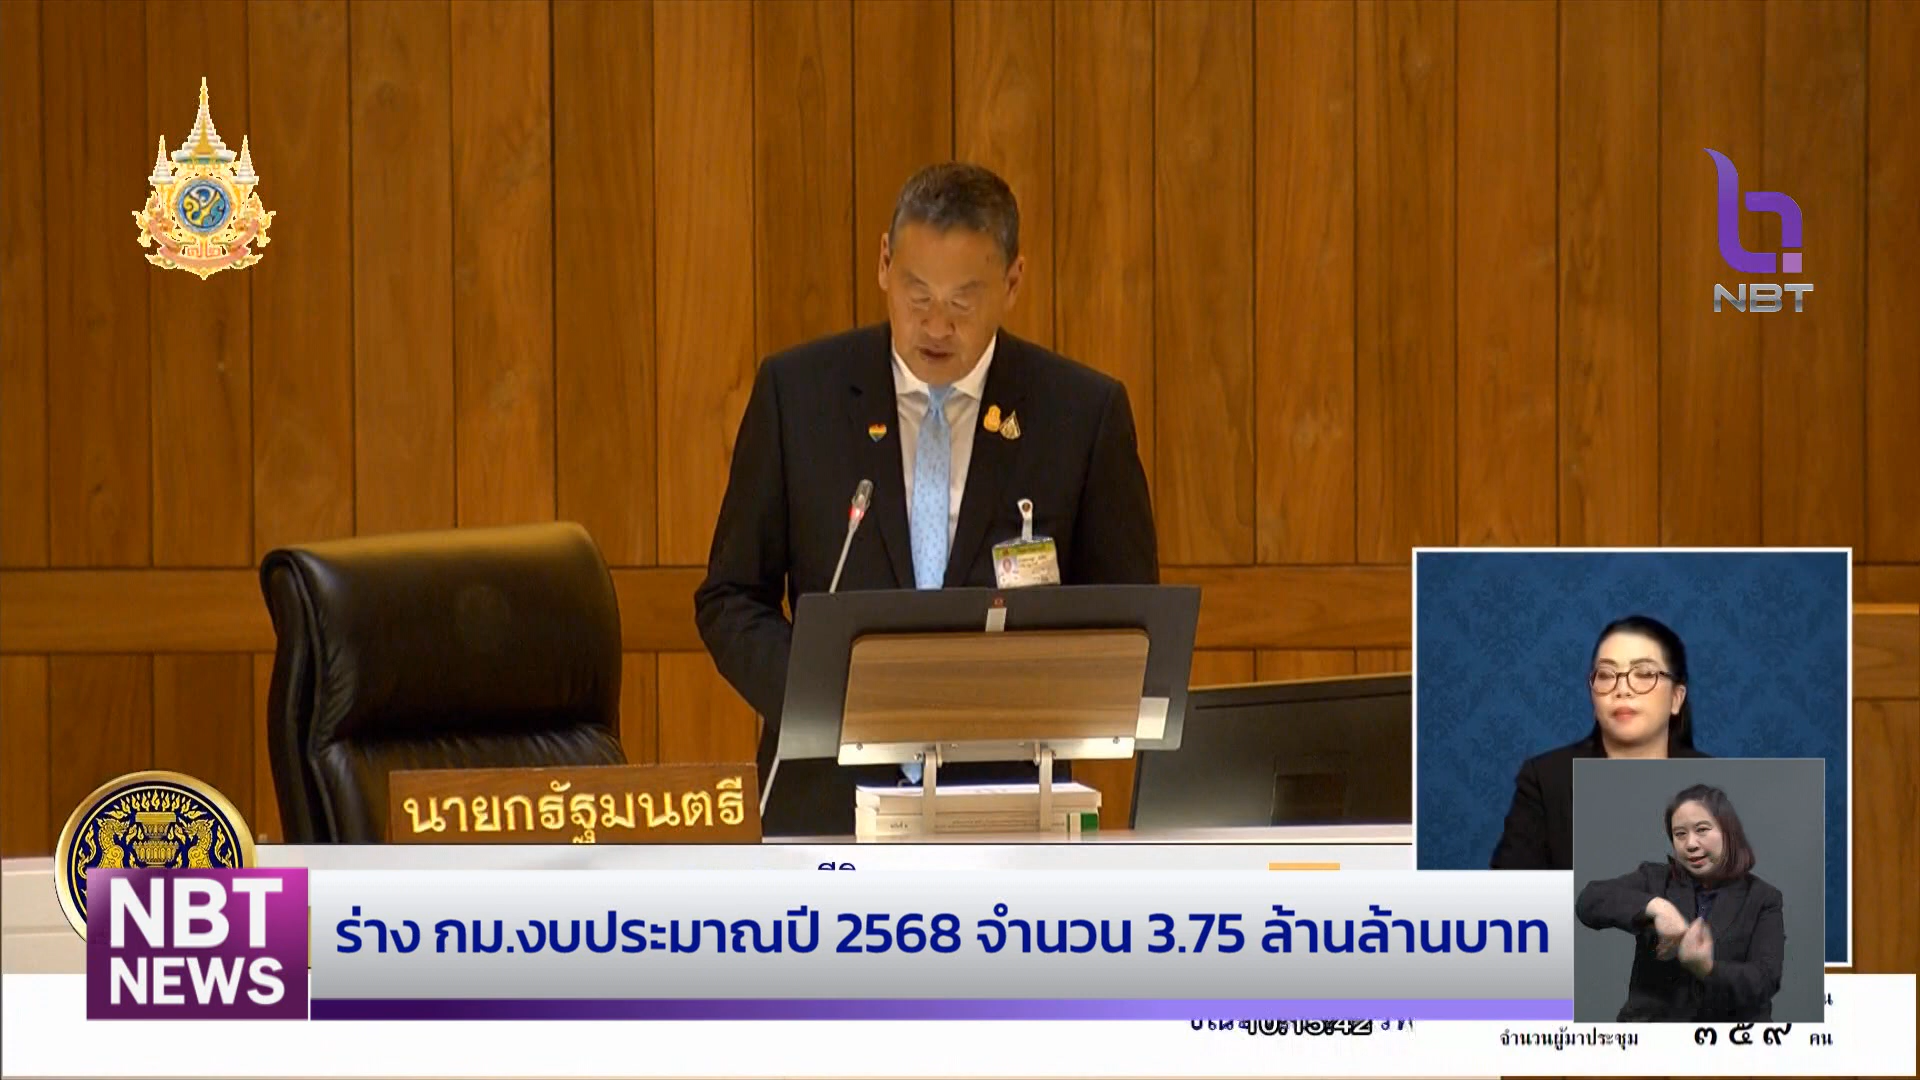 NBT
นายกรัฐมนตรี
NBT
NEWS
ร่าง กม.งบประมาณปี 2568 จำนวน 3.75 ล้านล้านบาท
10:15:42
จำนวนผู้มาประชุม ๓๕๙ คน